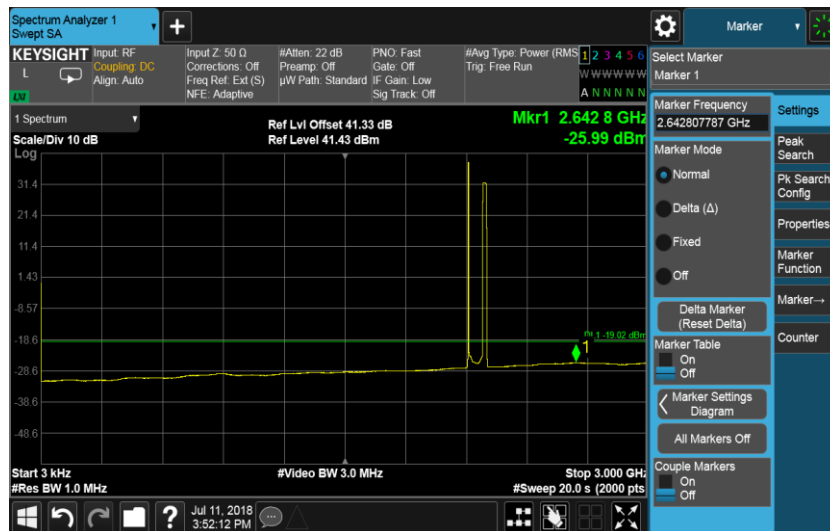 Spectrum Analyzer 1
Swept SA
+
Marker
KEYSIGHT
L
LXI
Input: RF
Coupling: DC
Align: Auto
Input Z: 50 Ω
Corrections: Off
Freq Ref: Ext (S)
NFE: Adaptive
#Atten: 22 dB
Preamp: Off
µW Path: Standard
PNO: Fast
Gate: Off
IF Gain: Low
Sig Track: Off
#Avg Type: Power (RMS
Trig: Free Run
1 2 3 4 5 6
W W W W W W
A N N N N N
Select Marker
Marker 1
1 Spectrum
Scale/Div 10 dB
Log
Ref Lvl Offset 41.33 dB
Ref Level 41.43 dBm
Mkr1 2.642 8 GHz
-25.99 dBm
31.4
21.4
11.4
1.43
-8.57
-18.6
-28.6
-38.6
-48.6
DL1 -19.02 dBm
1
Start 3 kHz
#Res BW 1.0 MHz
#Video BW 3.0 MHz
Stop 3.000 GHz
#Sweep 20.0 s (2000 pts
Marker Frequency
2.642807787 GHz
Marker Mode
Normal
Delta (Δ)
Fixed
Off
Delta Marker
(Reset Delta)
Marker Table
On
Off
Marker Settings
Diagram
All Markers Off
Couple Markers
On
Off
Settings
Peak
Search
Pk Search
Config
Properties
Marker
Function
Marker→
Counter
?
Jul 11, 2018
3:52:12 PM